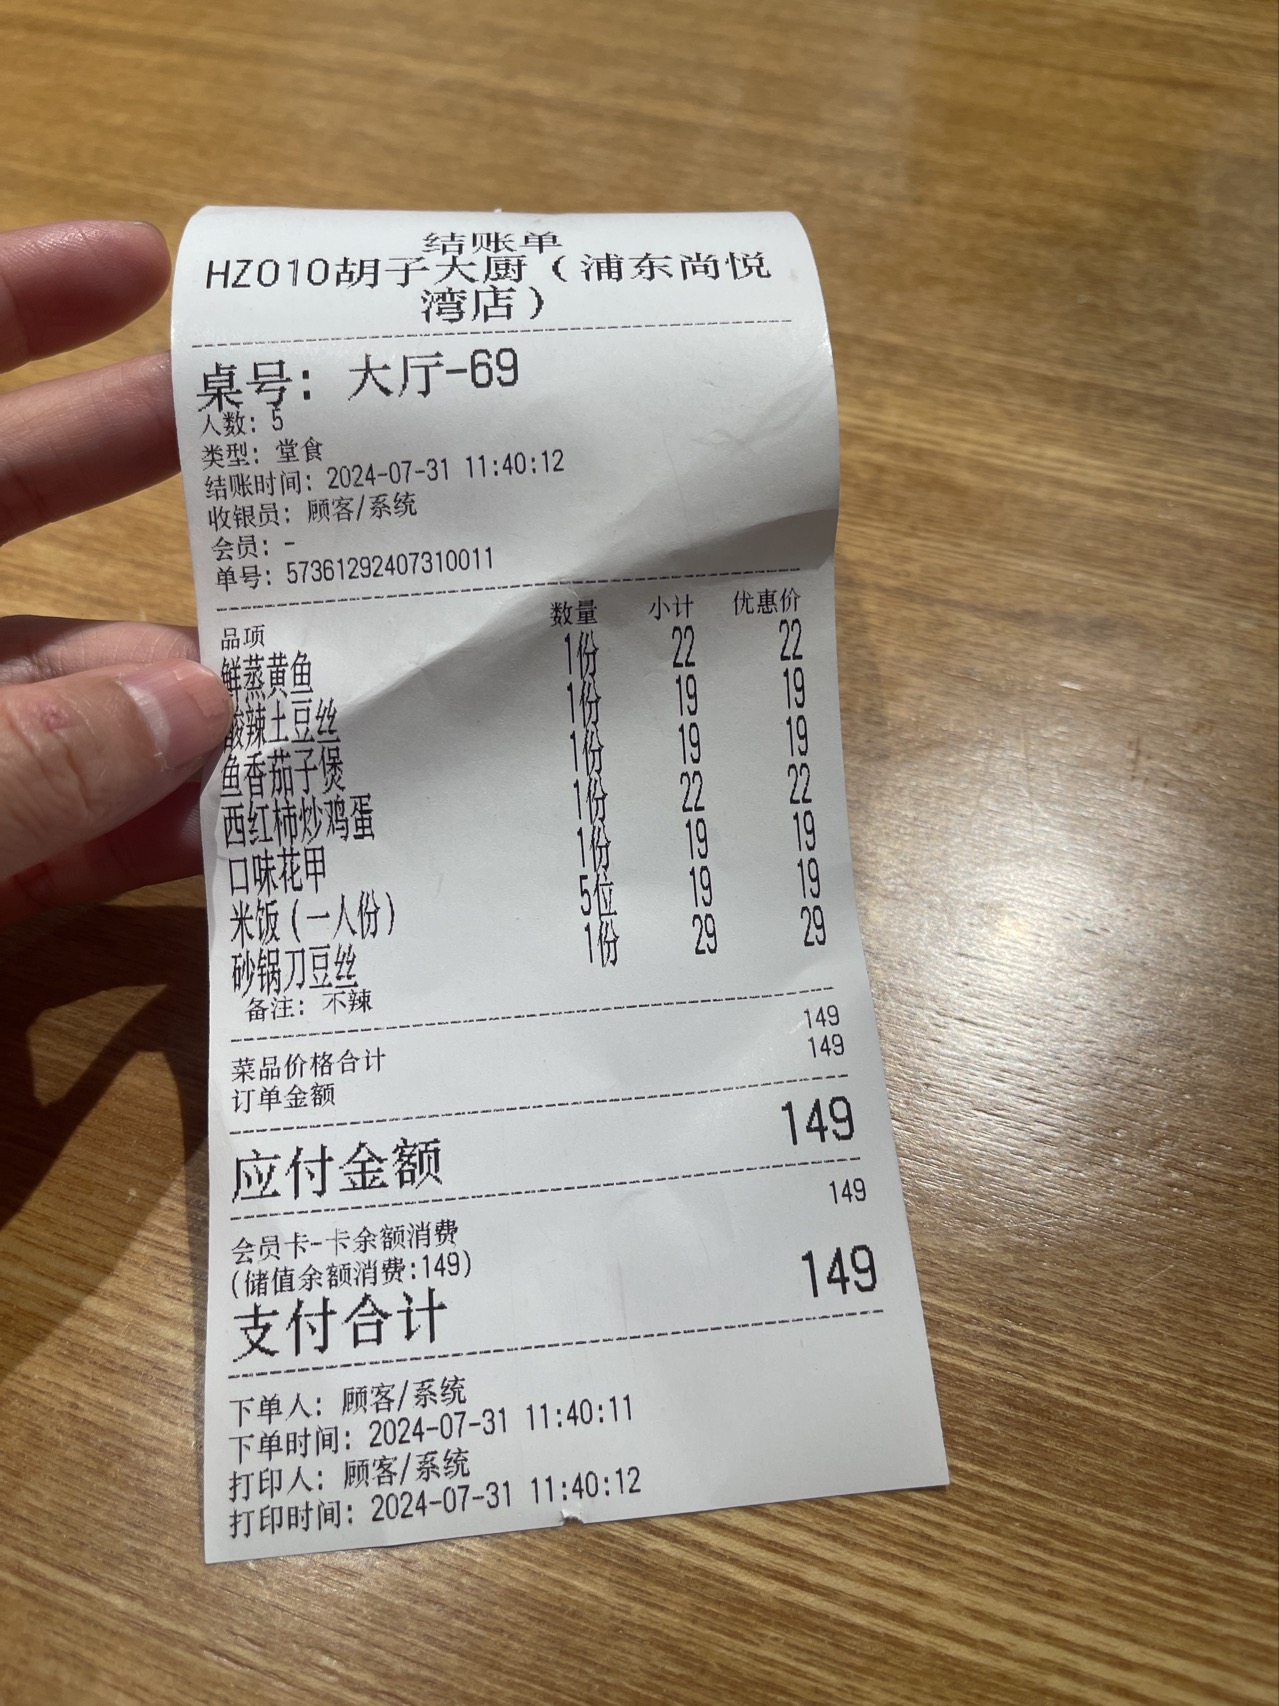 结账单
HZ010胡子大厨（浦东尚悦
湾店）
桌号: 大厅-69
人数: 5
类型: 堂食
结账时间: 2024-07-31 11:40:12
收银员: 顾客/系统
会员: -
单号: 57361292407310011
品项 数量 小计 优惠价
鲜蒸黄鱼 1份 22 22
酸辣土豆丝 1份 19 19
鱼香茄子煲 1份 19 19
西红柿炒鸡蛋 1份 22 22
口味花甲 1份 19 19
米饭（一人份） 5位 19 19
砂锅刀豆丝 1份 29 29
备注: 不辣
菜品价格合计 149
订单金额 149
应付金额 149
会员卡-卡余额消费 149
(储值余额消费:149)
支付合计 149
下单人: 顾客/系统
下单时间: 2024-07-31 11:40:11
打印人: 顾客/系统
打印时间: 2024-07-31 11:40:12